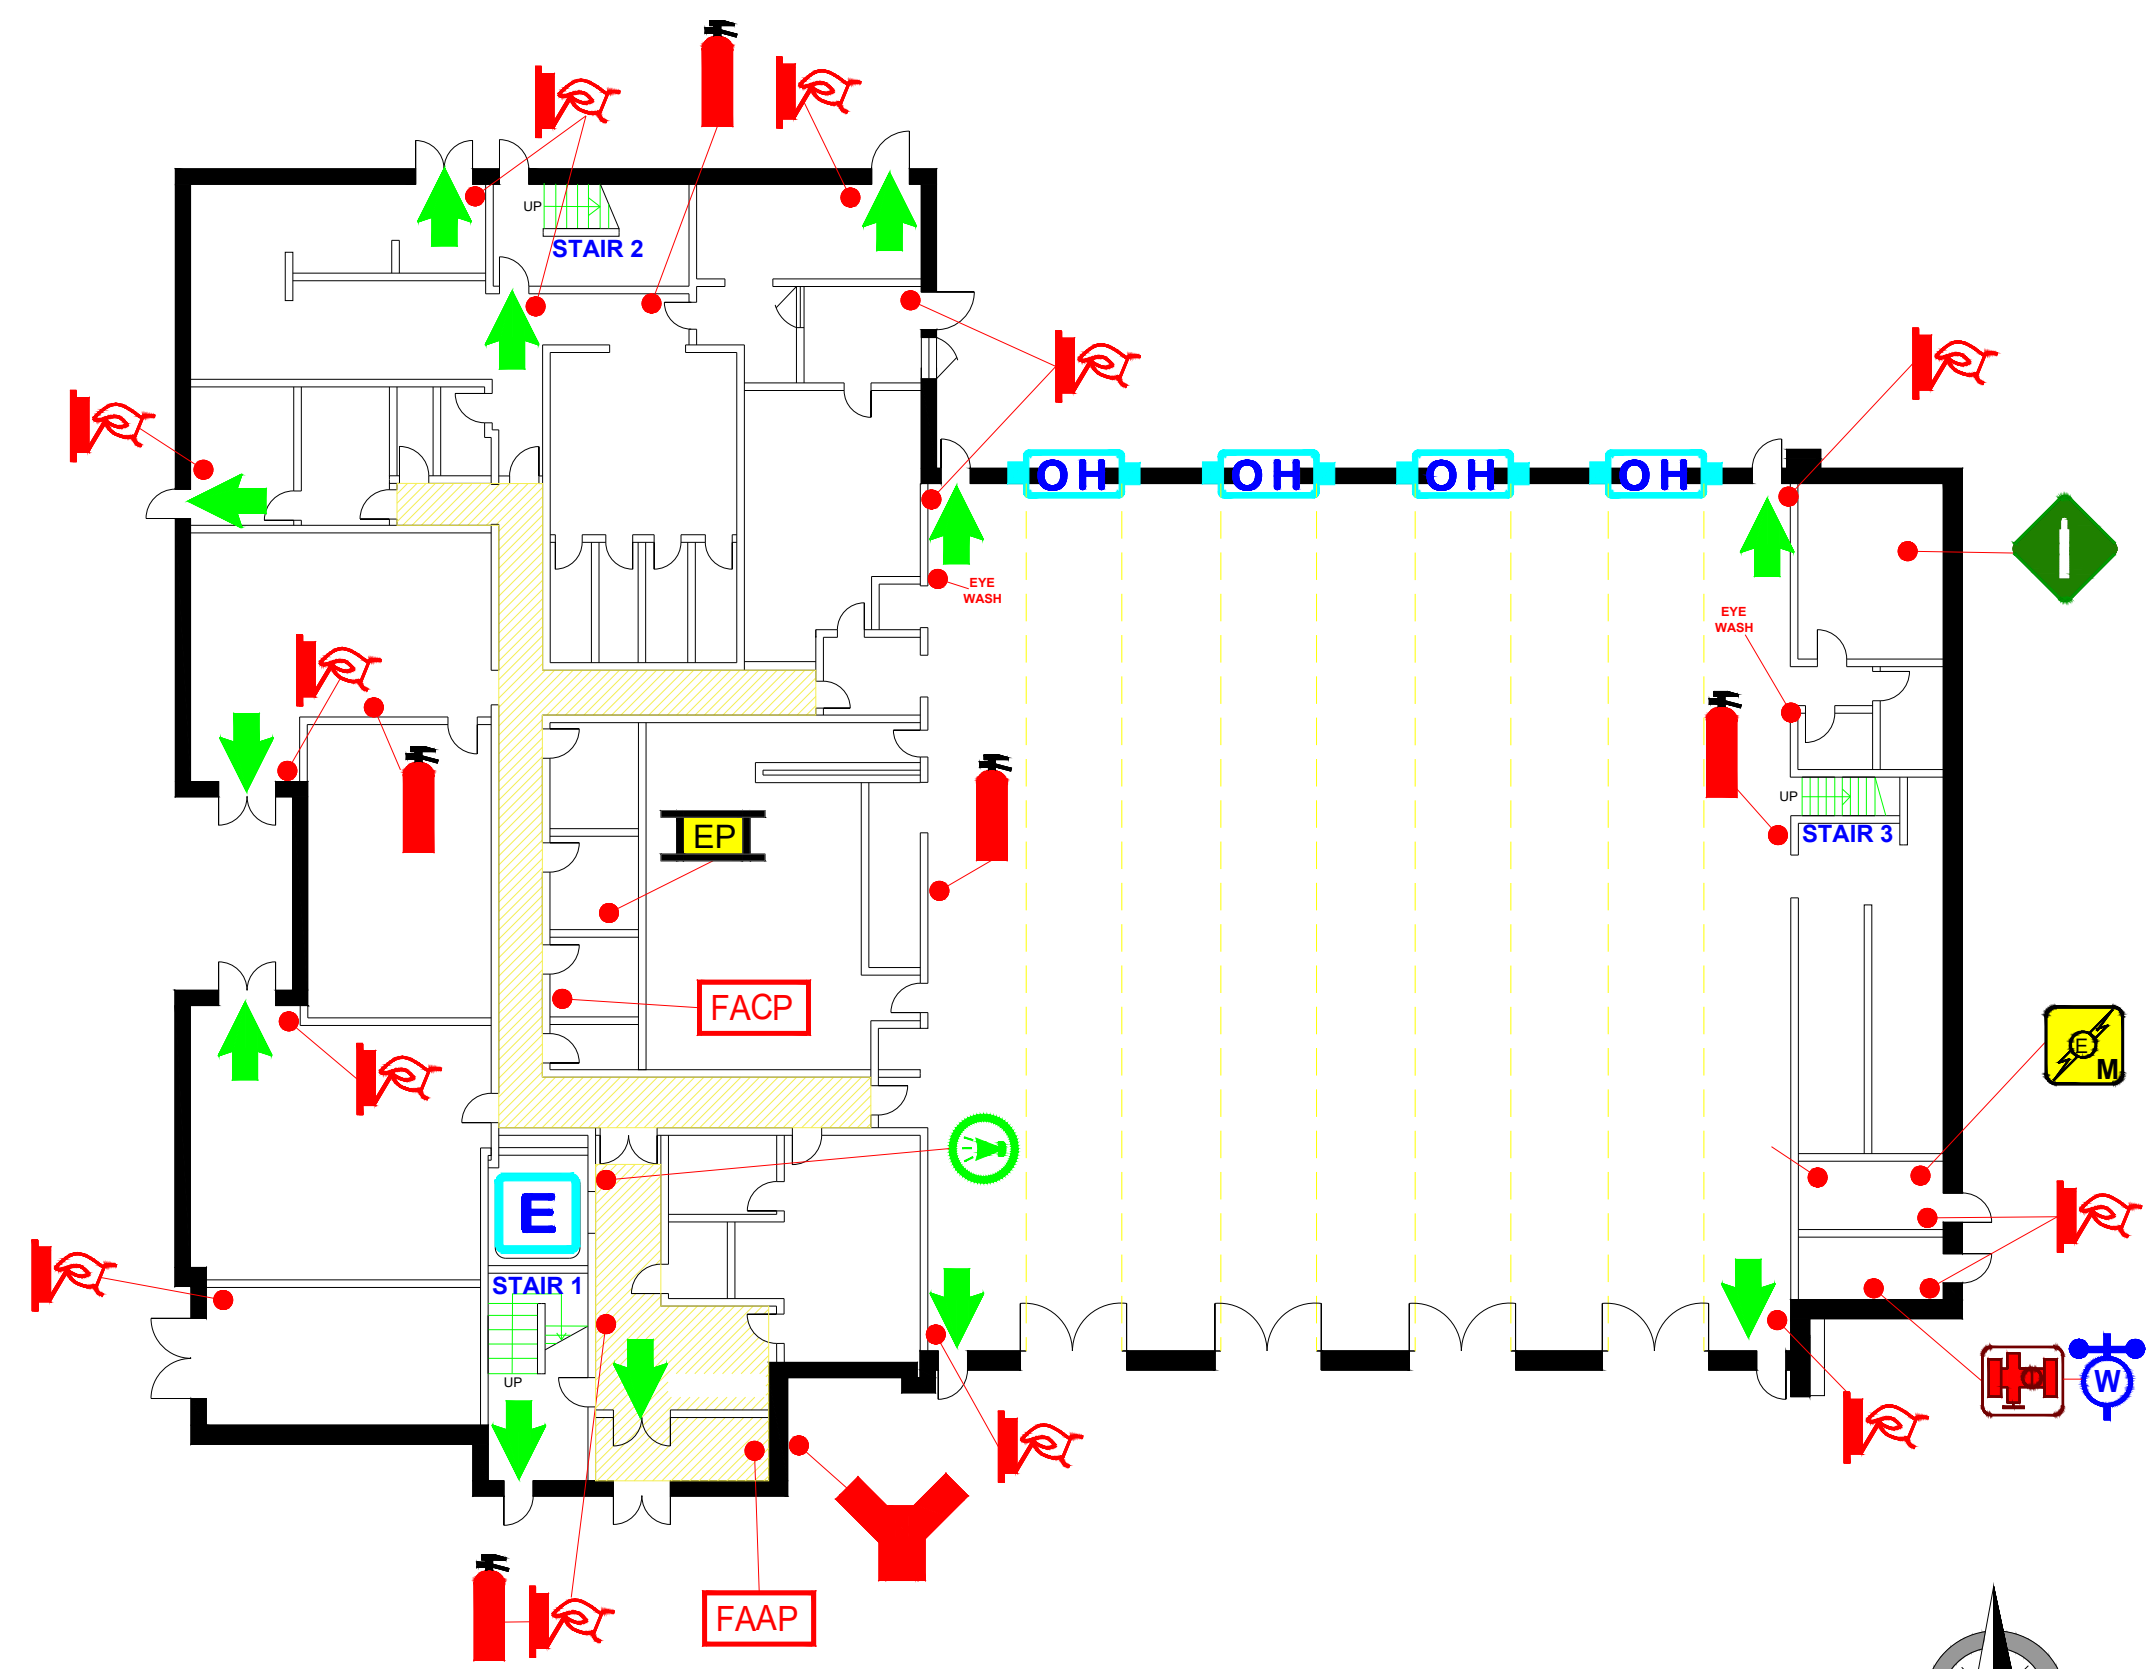 UP
STAIR 2
OH
OH
OH
OH
EYE
WASH
EYE
WASH
UP
STAIR 3
EP
FACP
E
M
E
STAIR 1
UP
W
FAAP